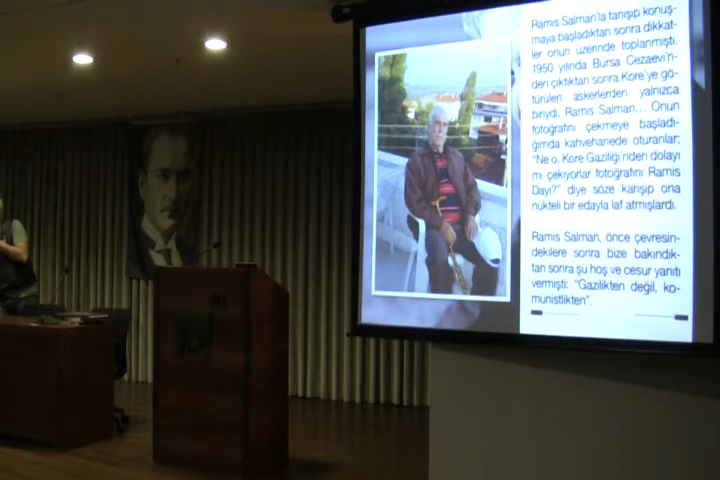 Ramis Salman'la tanışıp konuş-
maya başladıktan sonra dikkat-
ler onun üzerinde toplanmıştı.
1950 yılında Bursa Cezaevi'n-
den çıktıktan sonra Kore'ye gö-
türülen askerlerden yalnızca
biriydi, Ramis Salman... Onun
fotoğrafını çekmeye başladı-
ğımda kahvehanede oturanlar;
"Ne o, Kore Gaziliği'nden dolayı
mı çekiyorlar fotoğrafını Ramis
Dayı?" diye söze karışıp ona
nükteli bir edayla laf atmışlardı.
Ramis Salman, önce çevresin-
dekilere sonra bize bakındık-
tan sonra şu hoş ve cesur yanıtı
vermişti: "Gazilikten değil, ko-
münistlikten".